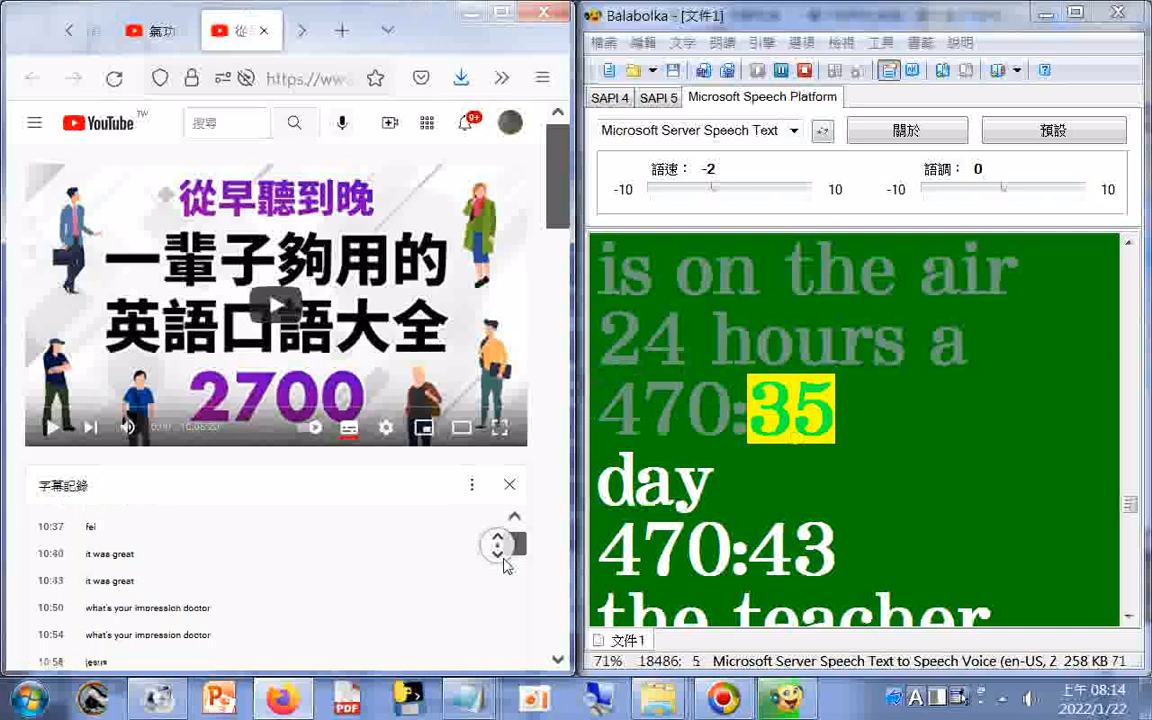 氣功
https://www
YouTube TW
搜尋
9+
從早聽到晚
一輩子夠用的
英語口語大全
2700
字幕記錄
10:37 fei
10:40 it was great
10:43 it was great
10:50 what's your impression doctor
10:54 what's your impression doctor
10:58 jesus
Balabolka - [文件1]
檔案 編輯 文字 朗讀 引擎 選項 檢視 工具 書籤 說明
SAPI 4 SAPI 5 Microsoft Speech Platform
Microsoft Server Speech Text 關於 預設
語速： -2 語調： 0
-10 10 -10 10
is on the air
24 hours a
470:35
day
470:43
the teacher
文件1
71% 18486: 5 Microsoft Server Speech Text to Speech Voice (en-US, 2 258 KB 71
PDF
A
上午 08:14
2022/1/22